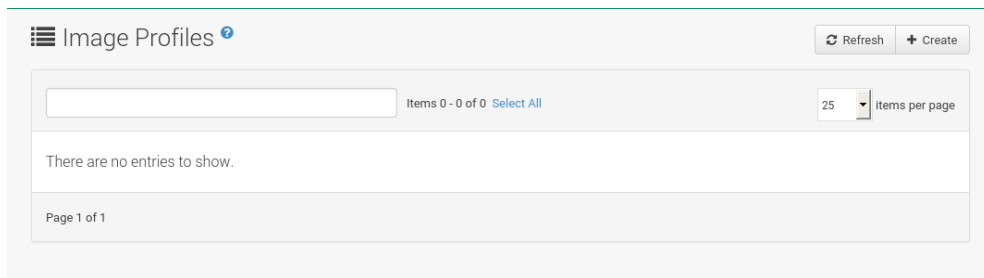 Image Profiles ?
Refresh + Create
Items 0 - 0 of 0 Select All 25 items per page
There are no entries to show.
Page 1 of 1